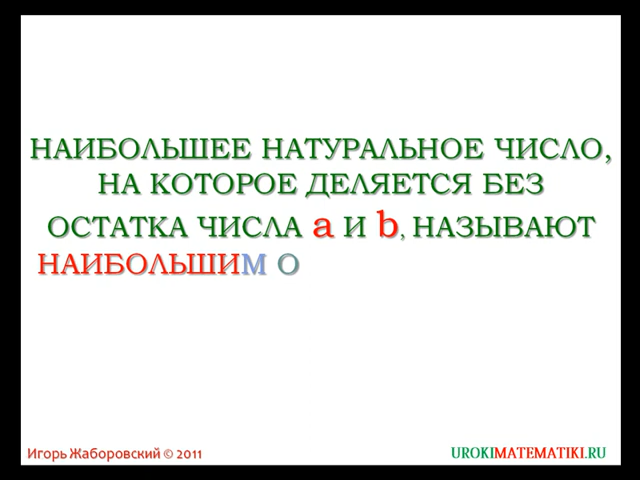 НАИБОЛЬШЕЕ НАТУРАЛЬНОЕ ЧИСЛО,
НА КОТОРОЕ ДЕЛЯЕТСЯ БЕЗ
ОСТАТКА ЧИСЛА a И b, НАЗЫВАЮТ
НАИБОЛЬШИМ О
Игорь Жаборовский © 2011
UROKIMATEMATIKI.RU